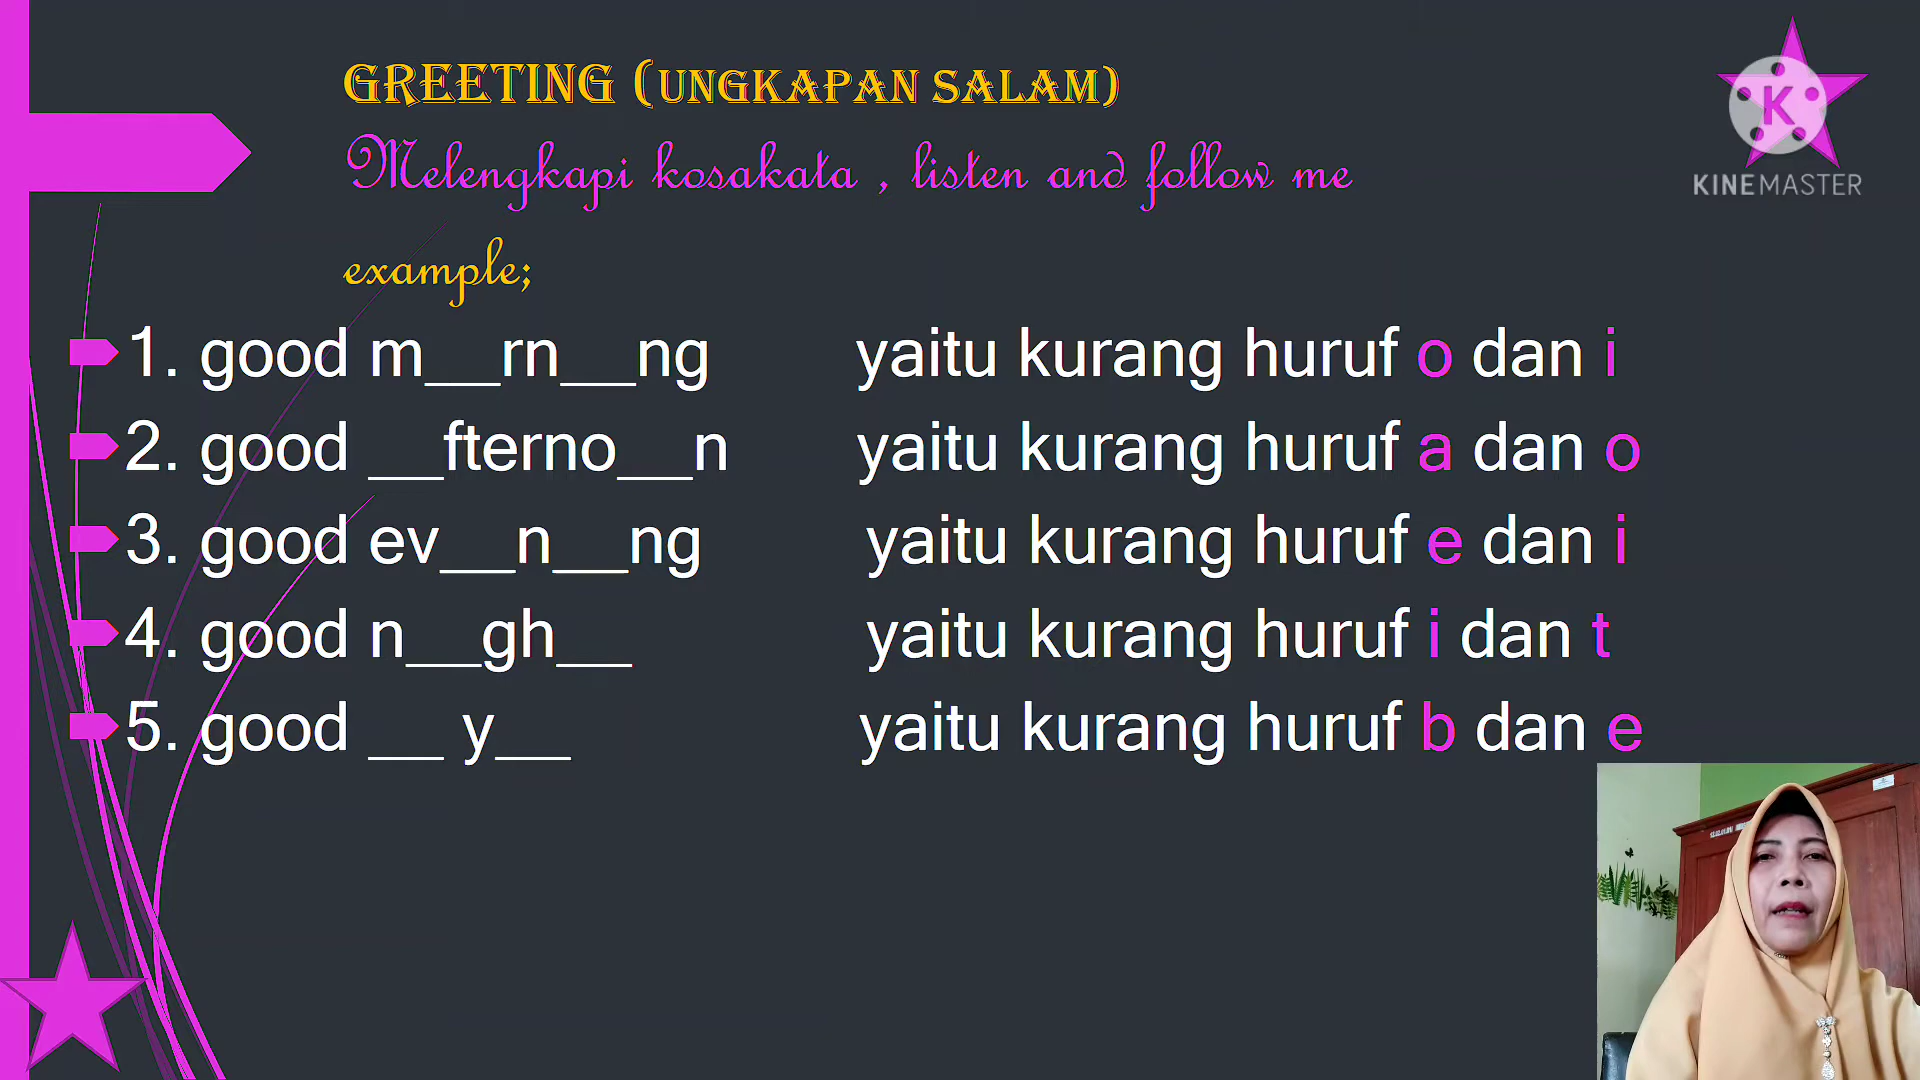 GREETING (UNGKAPAN SALAM)
Melengkapi kosakata , listen and follow me
example;
1. good m__rn__ng yaitu kurang huruf o dan i
2. good __fterno__n yaitu kurang huruf a dan o
3. good ev__n__ng yaitu kurang huruf e dan i
4. good n__gh__ yaitu kurang huruf i dan t
5. good __ y__ yaitu kurang huruf b dan e
K
KINEMASTER